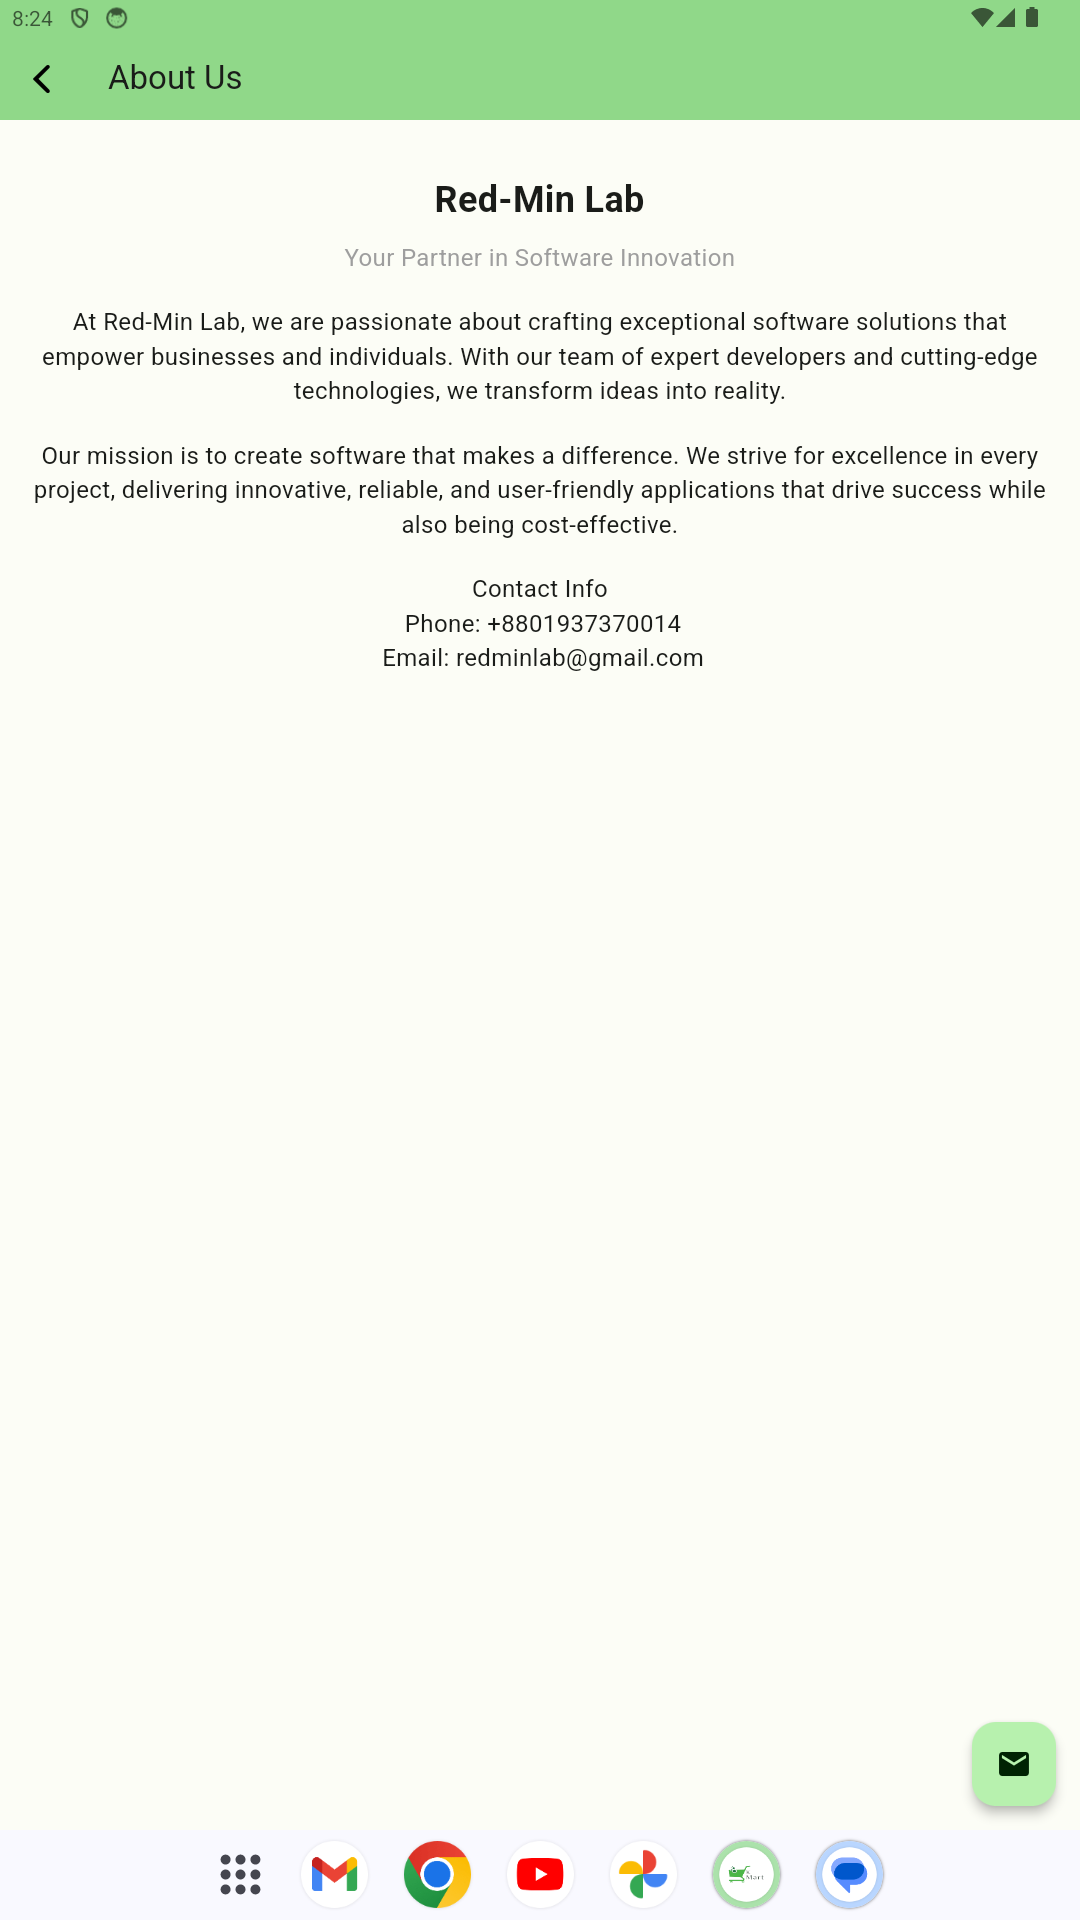 8:24
About Us
Red-Min Lab
Your Partner in Software Innovation
At Red-Min Lab, we are passionate about crafting exceptional software solutions that
empower businesses and individuals. With our team of expert developers and cutting-edge
technologies, we transform ideas into reality.
Our mission is to create software that makes a difference. We strive for excellence in every
project, delivering innovative, reliable, and user-friendly applications that drive success while
also being cost-effective.
Contact Info
Phone: +8801937370014
Email: redminlab@gmail.com
Mart